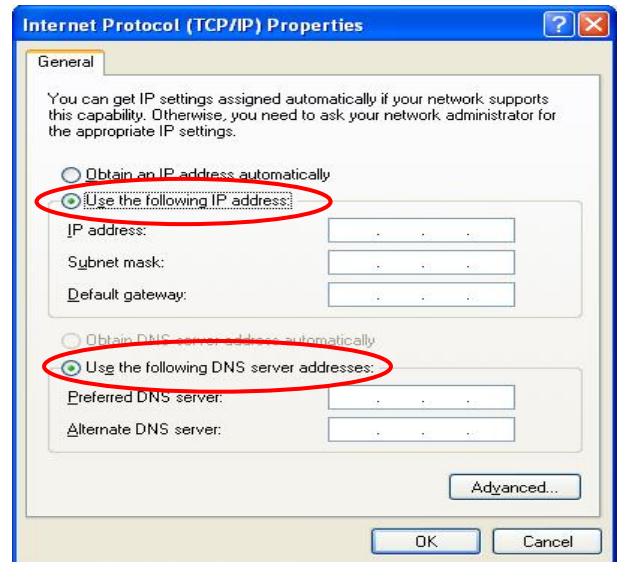 Internet Protocol (TCP/IP) Properties
General
You can get IP settings assigned automatically if your network supports
this capability. Otherwise, you need to ask your network administrator for
the appropriate IP settings.
Obtain an IP address automatically
Use the following IP address:
IP address:
Subnet mask:
Default gateway:
Obtain DNS server address automatically
Use the following DNS server addresses:
Preferred DNS server:
Alternate DNS server:
Advanced...
OK Cancel